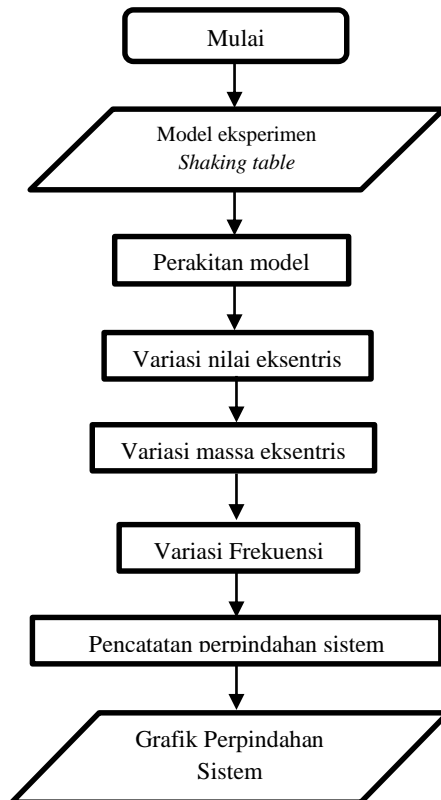 Mulai
Model eksperimen
Shaking table
Perakitan model
Variasi nilai eksentris
Variasi massa eksentris
Variasi Frekuensi
Pencatatan perpindahan sistem
Grafik Perpindahan
Sistem